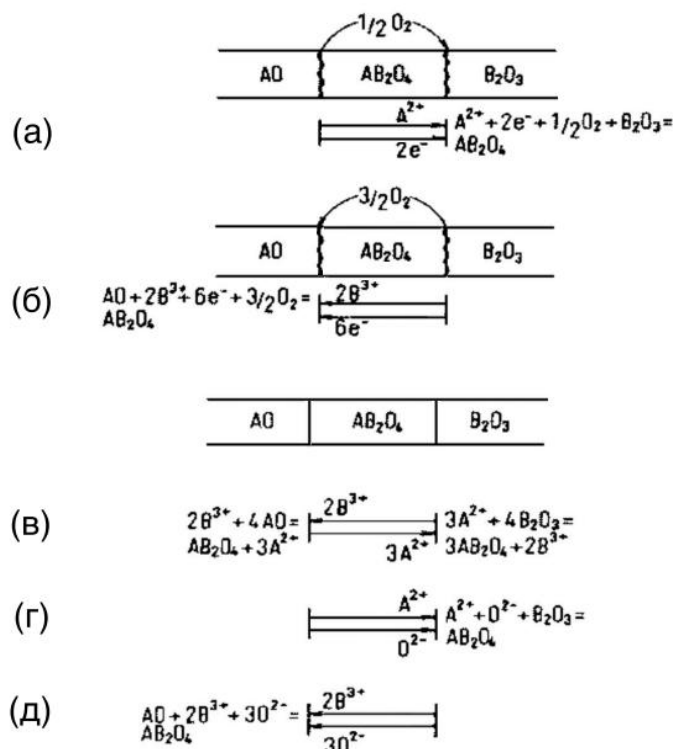 1/2 O₂
AO AB₂O₄ B₂O₃
(а)
A²⁺
2e⁻
A²⁺ + 2e⁻ + 1/2O₂ + B₂O₃ =
AB₂O₄
3/2 O₂
AO AB₂O₄ B₂O₃
(б)
AO + 2B³⁺ + 6e⁻ + 3/2 O₂ =
AB₂O₄
2B³⁺
6e⁻
AO AB₂O₄ B₂O₃
(в)
2B³⁺ + 4AO =
AB₂O₄ + 3A²⁺
2B³⁺
3A²⁺
3A²⁺ + 4B₂O₃ =
3AB₂O₄ + 2B³⁺
(г)
A²⁺
O²⁻
A²⁺ + O²⁻ + B₂O₃ =
AB₂O₄
(д)
AO + 2B³⁺ + 3O²⁻ =
AB₂O₄
2B³⁺
3O²⁻